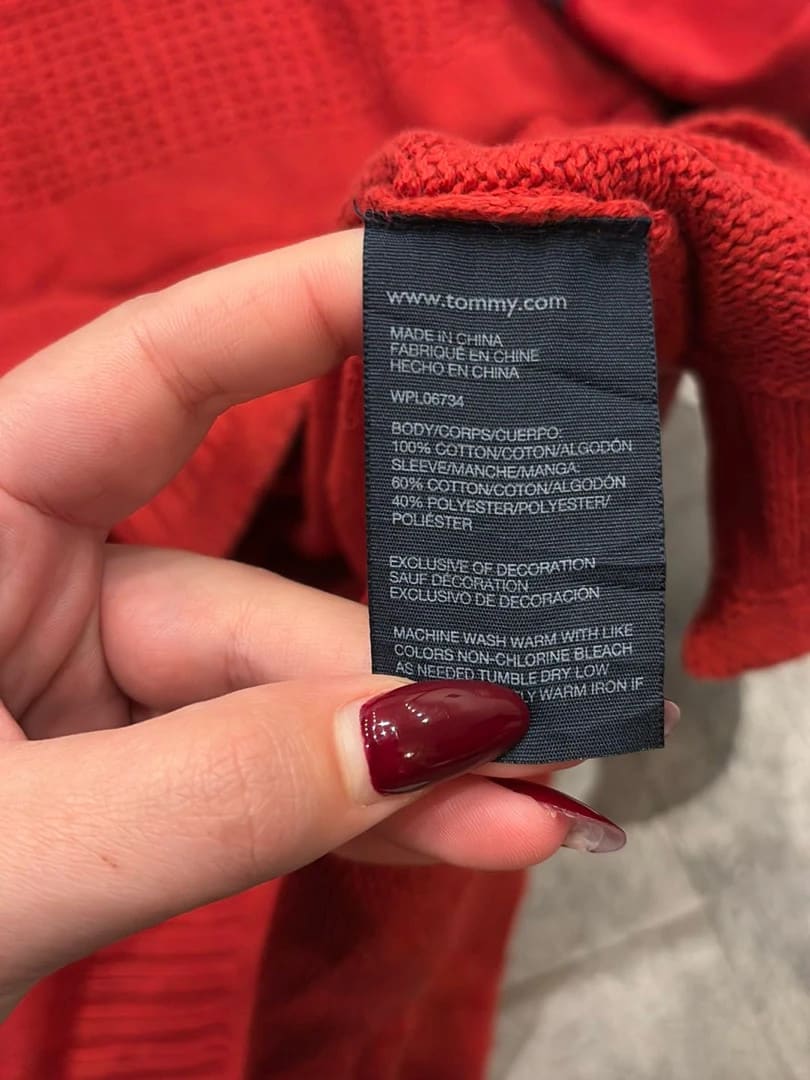 www.tommy.com
MADE IN CHINA
FABRIQUÉ EN CHINE
HECHO EN CHINA
WPL06734
BODY/CORPS/CUERPO:
100% COTTON/COTON/ALGODÓN
SLEEVE/MANCHE/MANGA:
60% COTTON/COTON/ALGODÓN
40% POLYESTER/POLYESTER/
POLIÉSTER
EXCLUSIVE OF DECORATION
SAUF DÉCORATION
EXCLUSIVO DE DECORACIÓN
MACHINE WASH WARM WITH LIKE
COLORS NON-CHLORINE BLEACH
AS NEEDED TUMBLE DRY LOW
WARM IRON IF